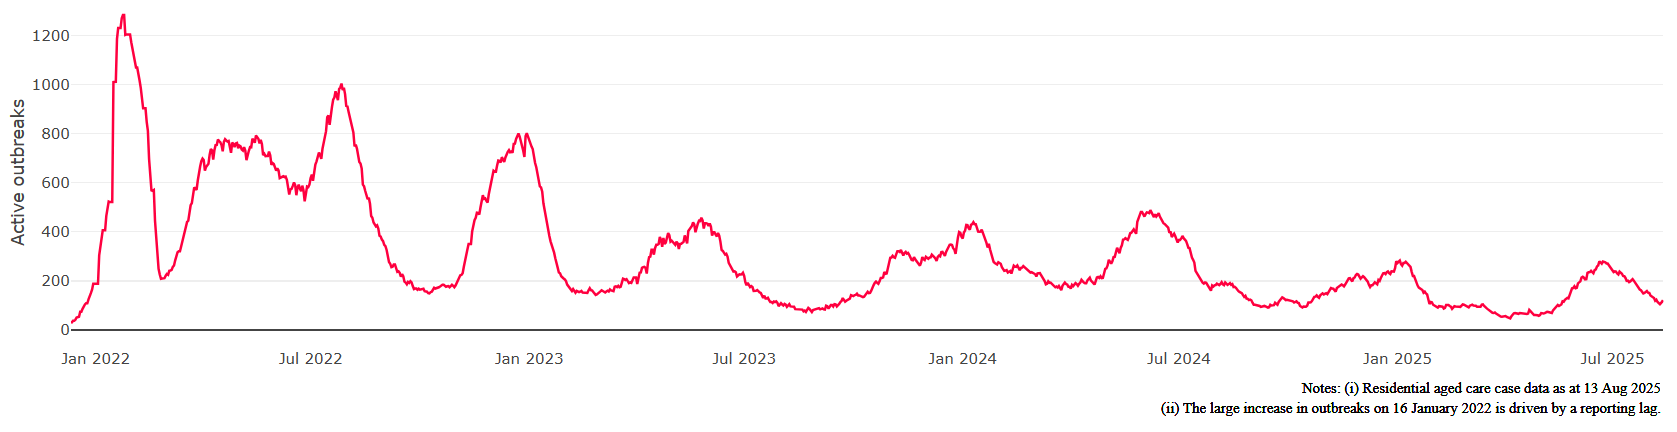 Active outbreaks
1200
1000
800
600
400
200
0
Jan 2022 Jul 2022 Jan 2023 Jul 2023 Jan 2024 Jul 2024 Jan 2025 Jul 2025
Notes: (i) Residential aged care case data as at 13 Aug 2025
(ii) The large increase in outbreaks on 16 January 2022 is driven by a reporting lag.